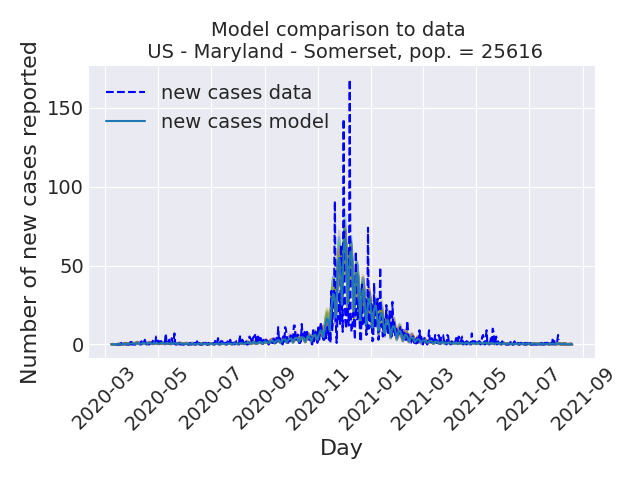 Model comparison to data
US - Maryland - Somerset, pop. = 25616
Number of new cases reported
150
100
50
0
new cases data
new cases model
2020-03
2020-05
2020-07
2020-09
2020-11
2021-01
2021-03
2021-05
2021-07
2021-09
Day